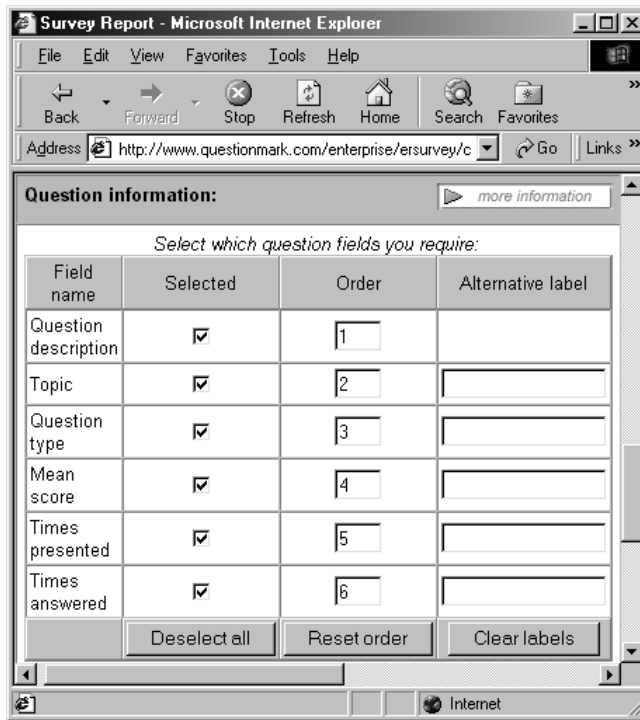 Survey Report - Microsoft Internet Explorer
File Edit View Favorites Tools Help
Back Forward Stop Refresh Home Search Favorites »
Address http://www.questionmark.com/enterprise/ersurvey/c Go Links »
Question information: more information
Select which question fields you require:
Field name Selected Order Alternative label
Question description 1
Topic 2
Question type 3
Mean score 4
Times presented 5
Times answered 6
Deselect all Reset order Clear labels
Internet